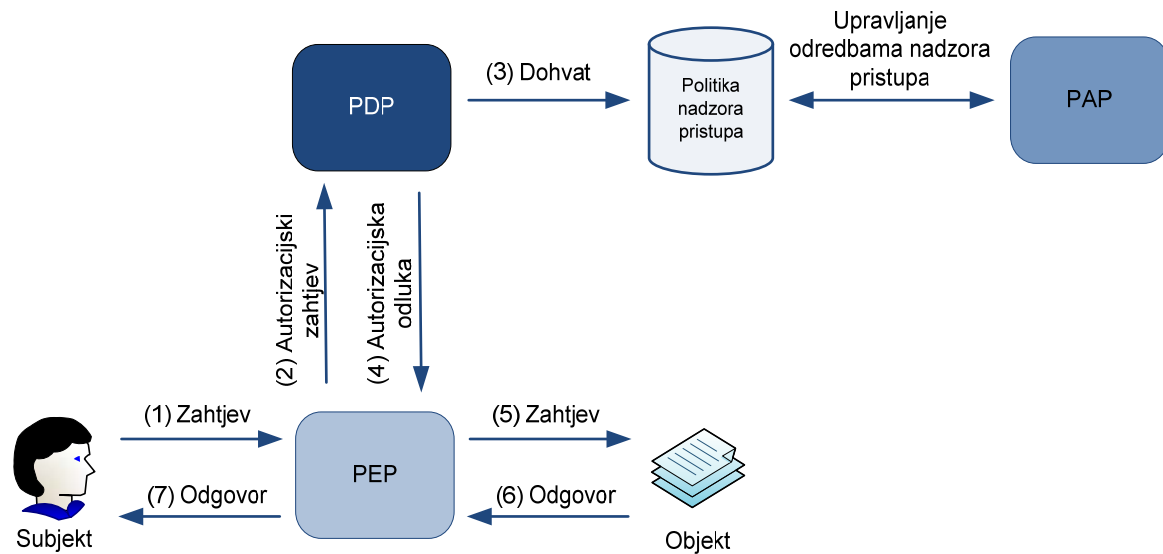 Upravljanje
odredbama nadzora
pristupa
(3) Dohvat
PDP
Politika
nadzora
pristupa
PAP
(2) Autorizacijski
zahtjev
(4) Autorizacijska
odluka
(1) Zahtjev
(5) Zahtjev
PEP
(7) Odgovor
(6) Odgovor
Subjekt
Objekt